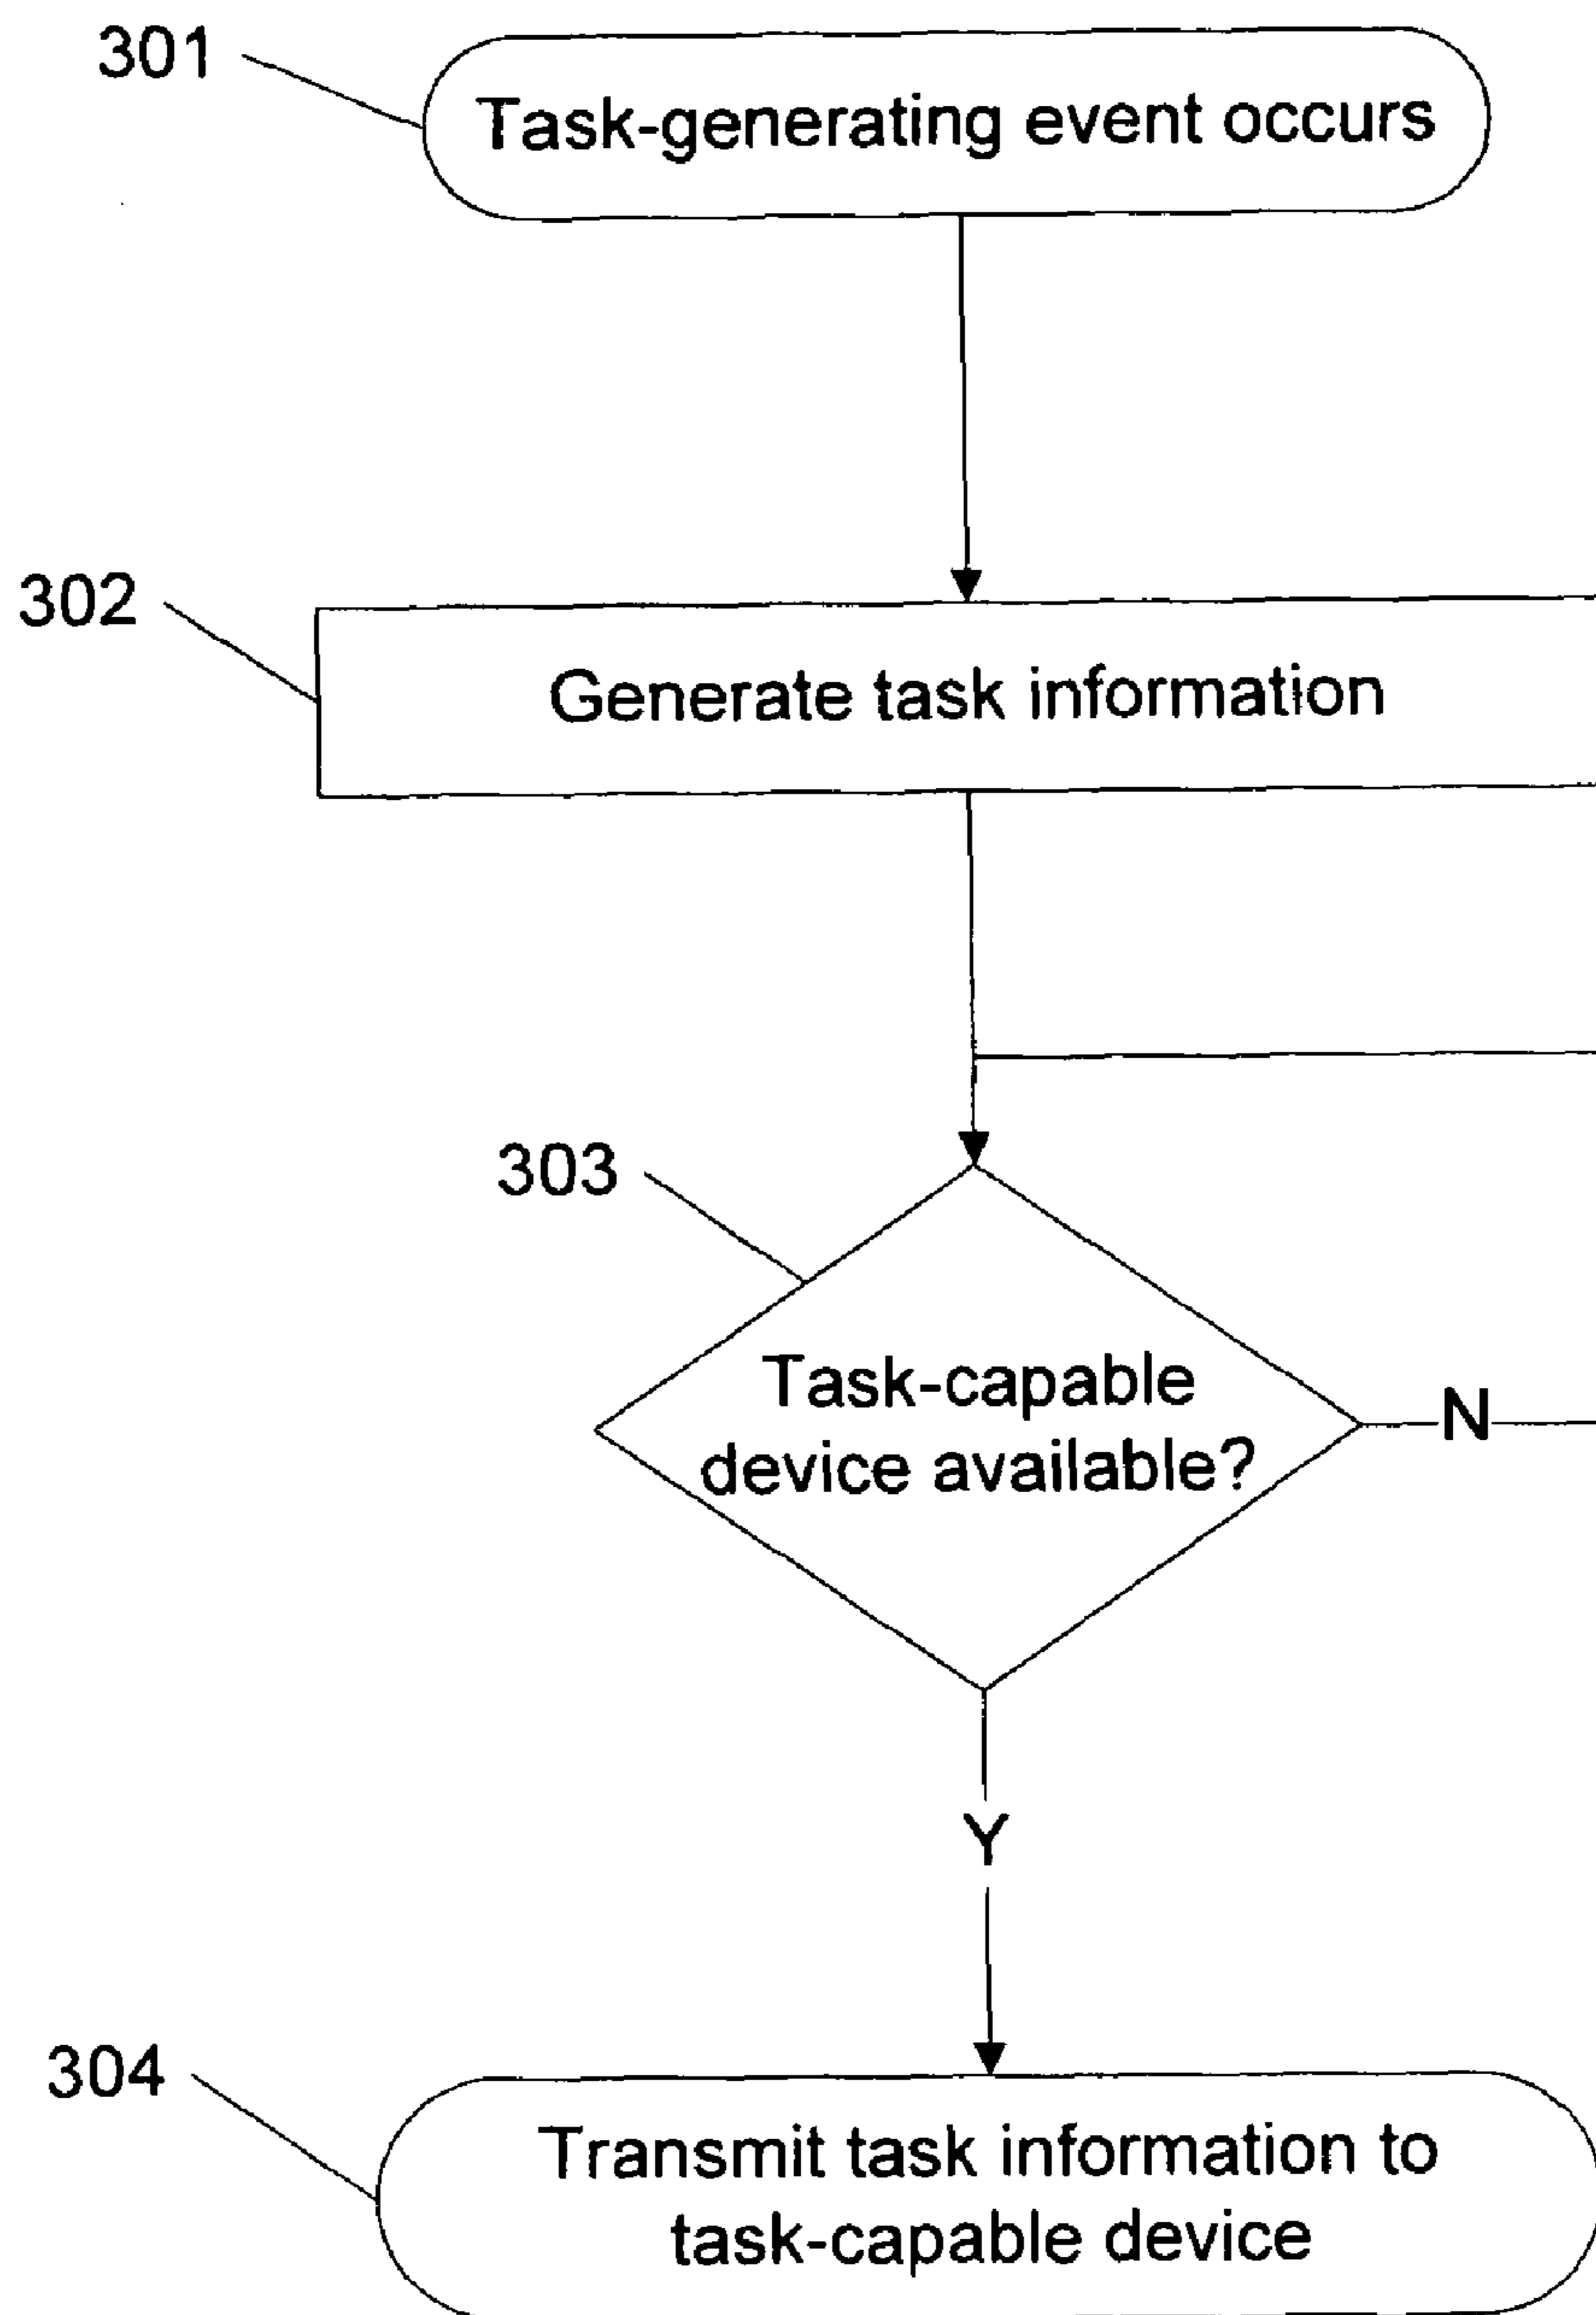 301
Task-generating event occurs
302
Generate task information
303
Task-capable
device available?
N
Y
304
Transmit task information to
task-capable device